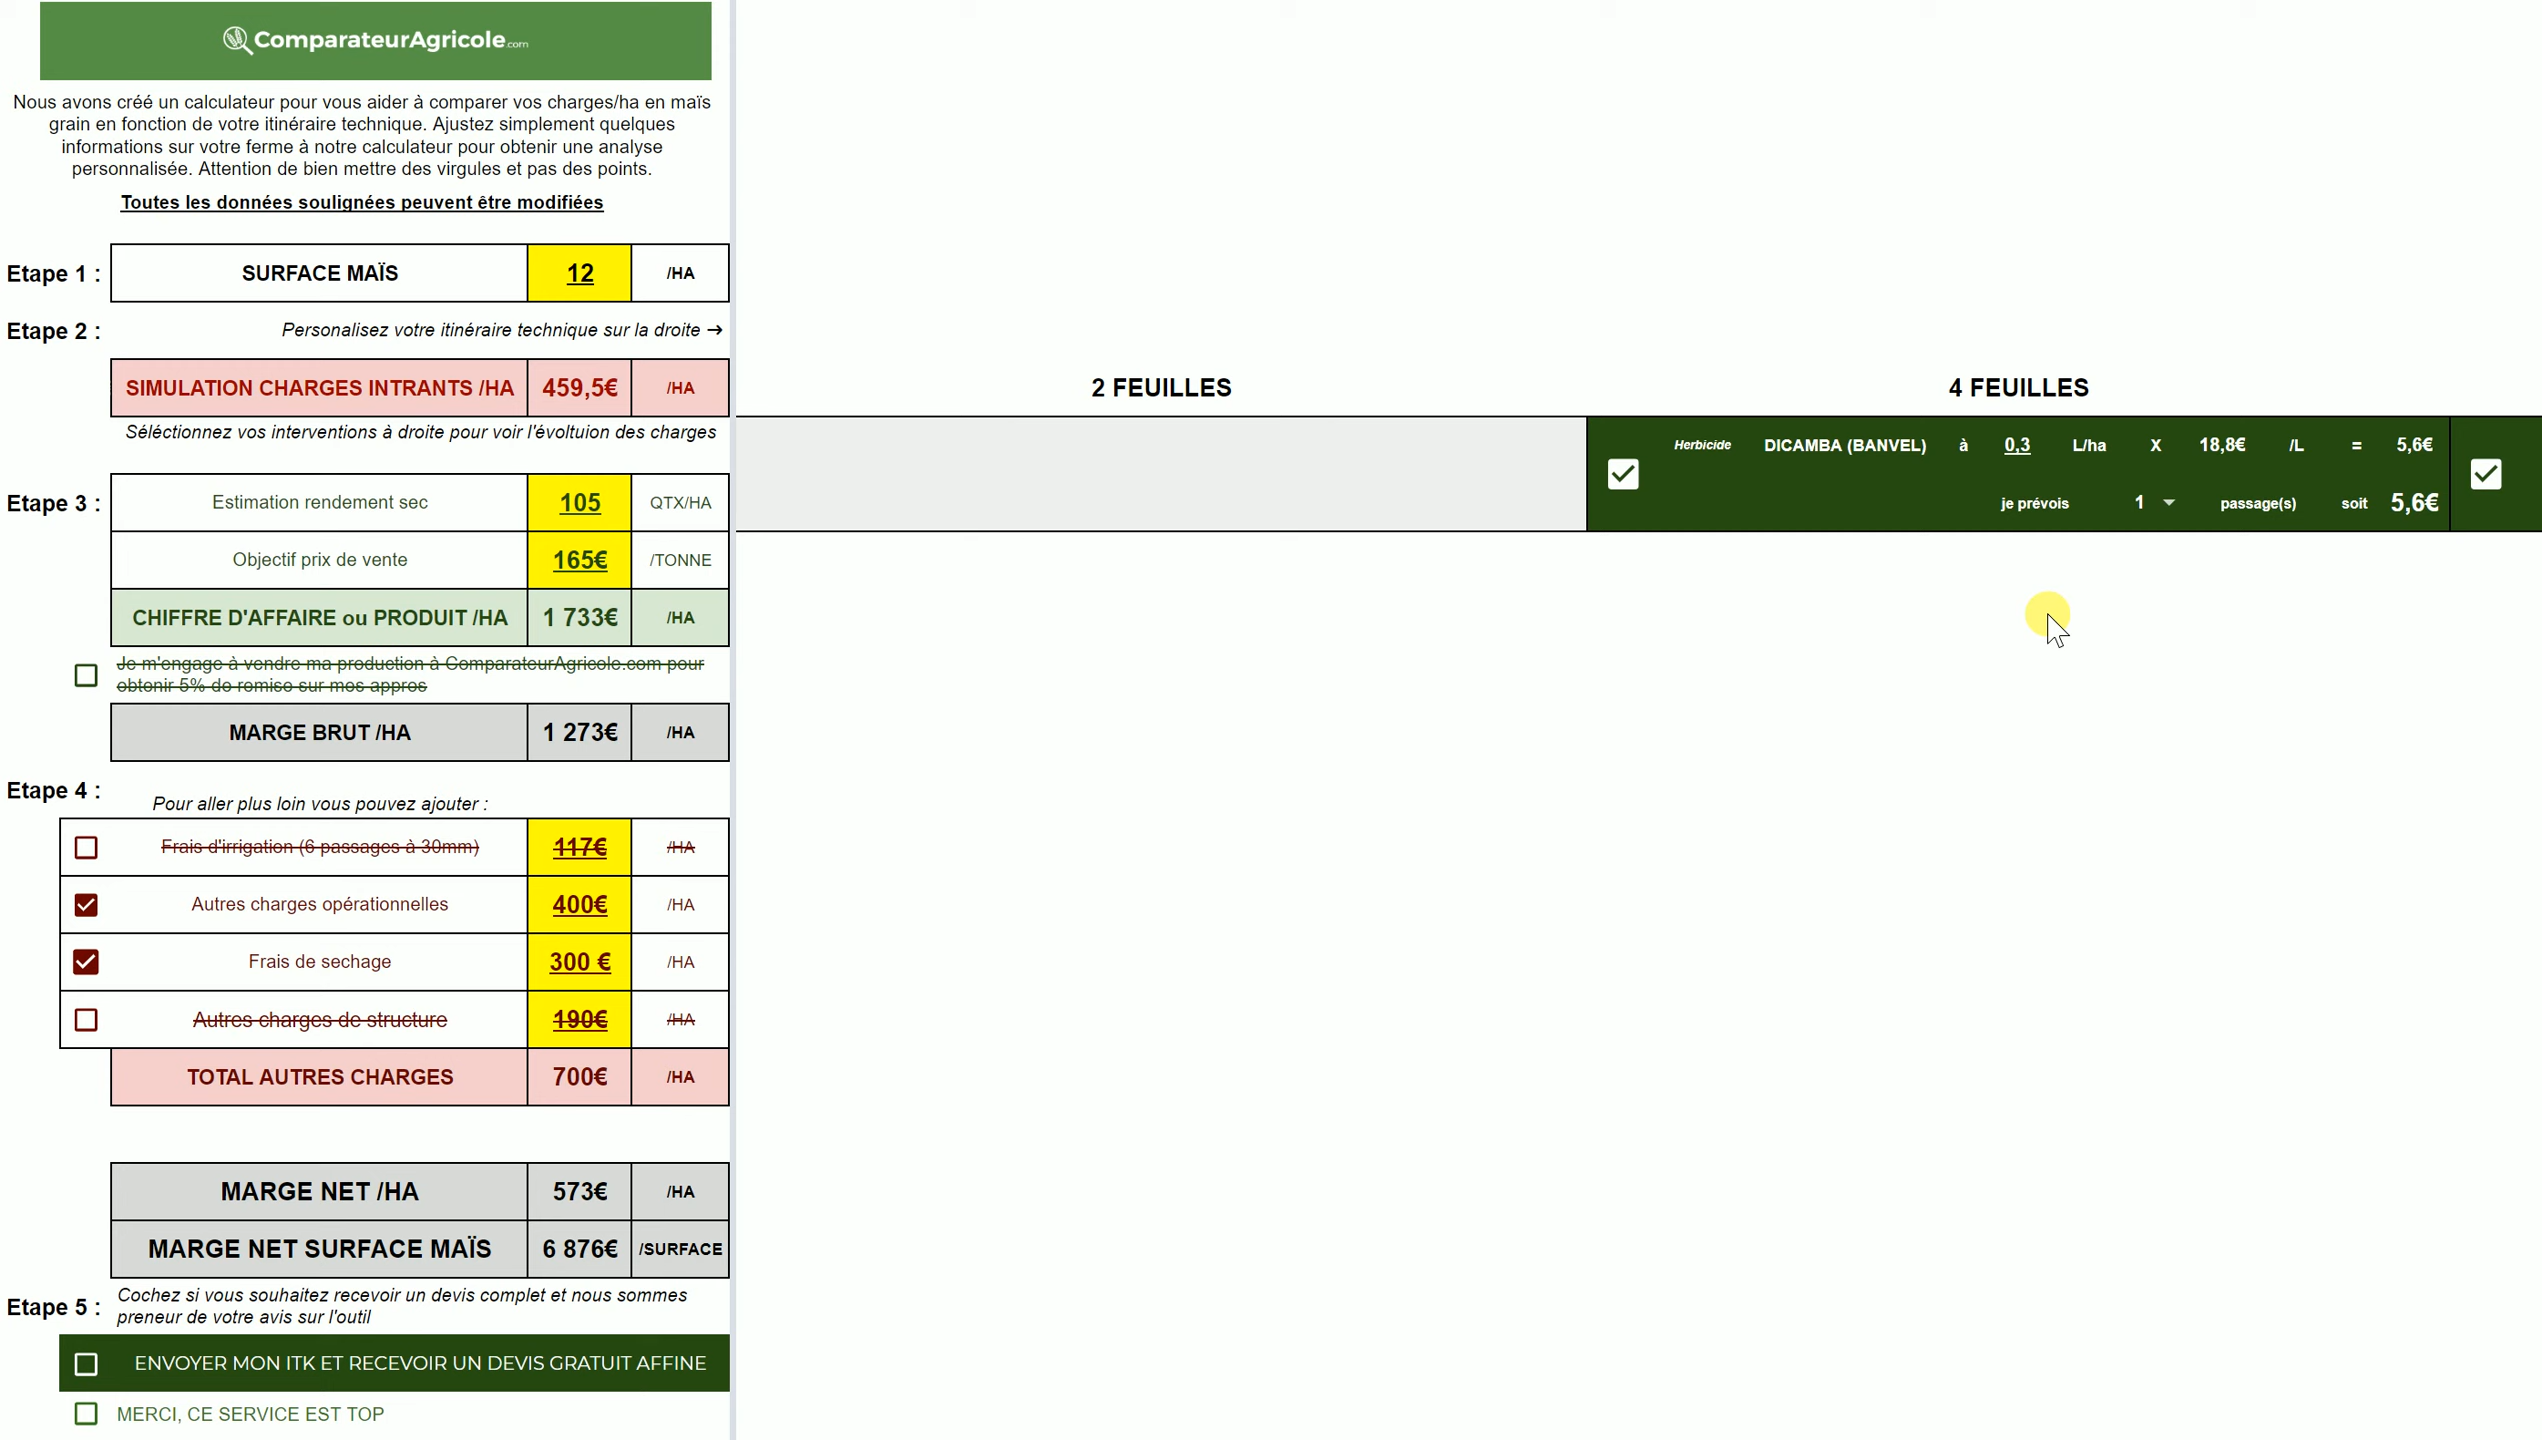 ComparateurAgricole.com
Nous avons créé un calculateur pour vous aider à comparer vos charges/ha en maïs
grain en fonction de votre itinéraire technique. Ajustez simplement quelques
informations sur votre ferme à notre calculateur pour obtenir une analyse
personnalisée. Attention de bien mettre des virgules et pas des points.
Toutes les données soulignées peuvent être modifiées
Etape 1 : SURFACE MAÏS 12 /HA
Etape 2 : Personalisez votre itinéraire technique sur la droite →
SIMULATION CHARGES INTRANTS /HA 459,5€ /HA
Séléctionnez vos interventions à droite pour voir l'évoltuion des charges
Etape 3 : Estimation rendement sec 105 QTX/HA
Objectif prix de vente 165€ /TONNE
CHIFFRE D'AFFAIRE ou PRODUIT /HA 1 733€ /HA
Je m'engage à vendre ma production à ComparateurAgricole.com pour
obtenir 5% de remise sur mes appros
MARGE BRUT /HA 1 273€ /HA
Etape 4 :
Pour aller plus loin vous pouvez ajouter :
Frais d'irrigation (6 passages à 30mm) 117€ /HA
Autres charges opérationnelles 400€ /HA
Frais de sechage 300 € /HA
Autres charges de structure 190€ /HA
TOTAL AUTRES CHARGES 700€ /HA
MARGE NET /HA 573€ /HA
MARGE NET SURFACE MAÏS 6 876€ /SURFACE
Etape 5 : Cochez si vous souhaitez recevoir un devis complet et nous sommes
preneur de votre avis sur l'outil
ENVOYER MON ITK ET RECEVOIR UN DEVIS GRATUIT AFFINE
MERCI, CE SERVICE EST TOP
2 FEUILLES
4 FEUILLES
Herbicide DICAMBA (BANVEL) à 0,3 L/ha X 18,8€ /L = 5,6€
je prévois 1 passage(s) soit 5,6€